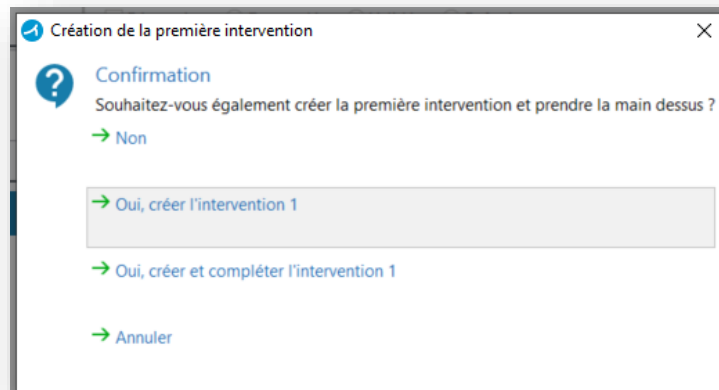 Création de la première intervention
Confirmation
Souhaitez-vous également créer la première intervention et prendre la main dessus ?
Non
Oui, créer l'intervention 1
Oui, créer et compléter l'intervention 1
Annuler